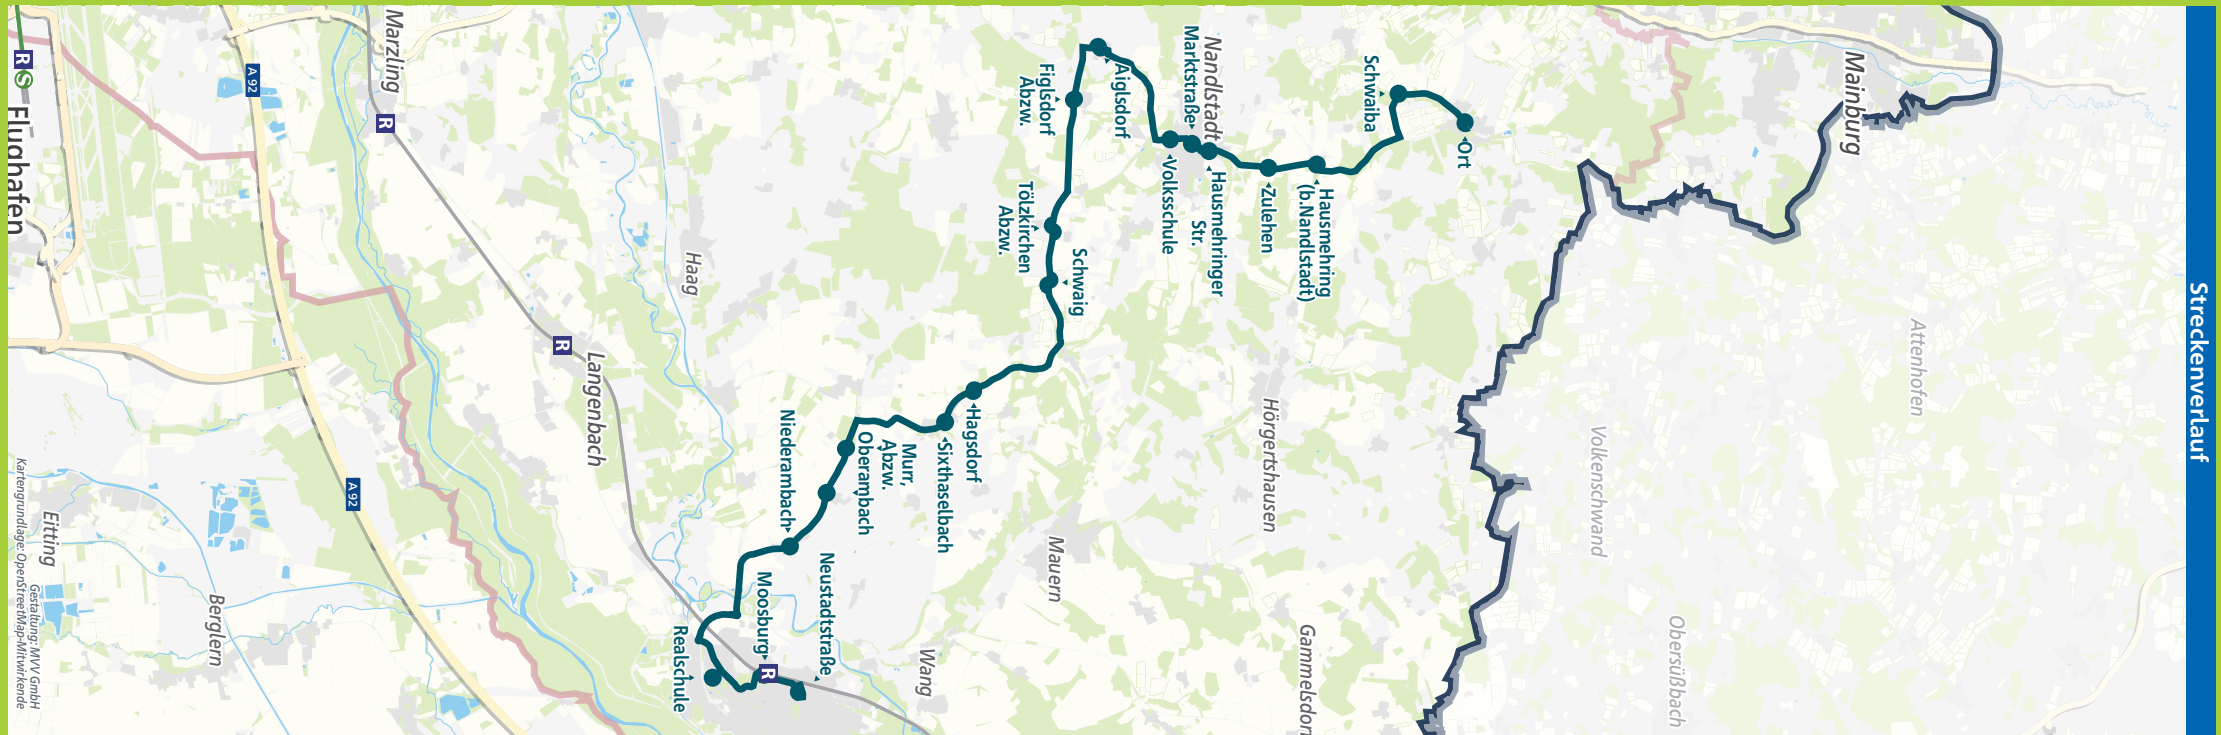 Streckenverlauf
Mainburg
Attenhofen
Volkenschwand
Obersüßbach
Ort
Schwaiba
Hausmehring
(b.Nandlstadt)
Zulehen
Nandlstadt
Hausmehringer
Str.
Marktstraße
Volksschule
Aiglsdorf
Figlsdorf
Abzw.
Tölzkirchen
Abzw.
Schwaig
Hörgertshausen
Gammelsdorf
Mauern
Hagsdorf
Sixthaselbach
Murr,
Abzw.
Oberambach
Niederambach
Neustadtstraße
Moosburg
R
Realschule
Wang
Haag
Langenbach
R
Marzling
R
A 92
A 92
R S
Flughafen
Berglern
Eitting
Gestaltung: MVV GmbH
Kartengrundlage: OpenStreetMap-Mitwirkende